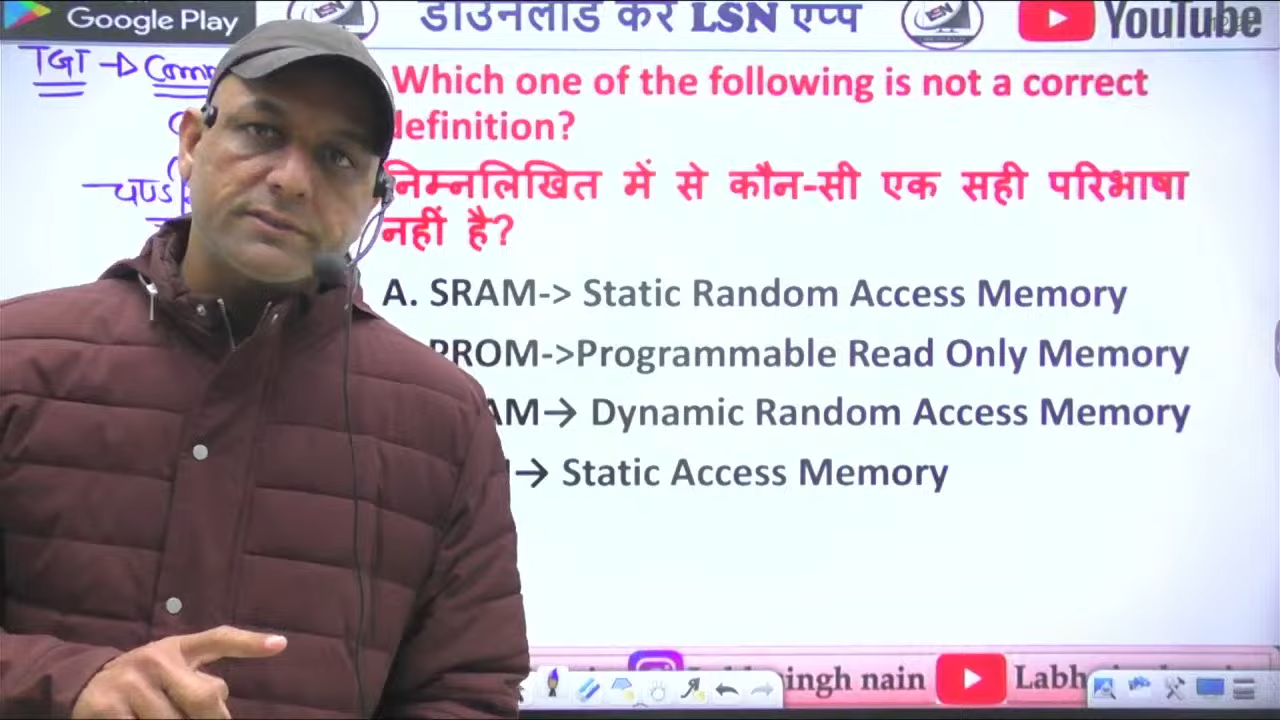 Google Play
डाउनलोड करें LSN एप्प
YouTube
TGT →
Which one of the following is not a correct
definition?
निम्नलिखित में से कौन-सी एक सही परिभाषा
नहीं है?
A. SRAM-> Static Random Access Memory
PROM->Programmable Read Only Memory
AM→ Dynamic Random Access Memory
→ Static Access Memory
ingh nain
Labh